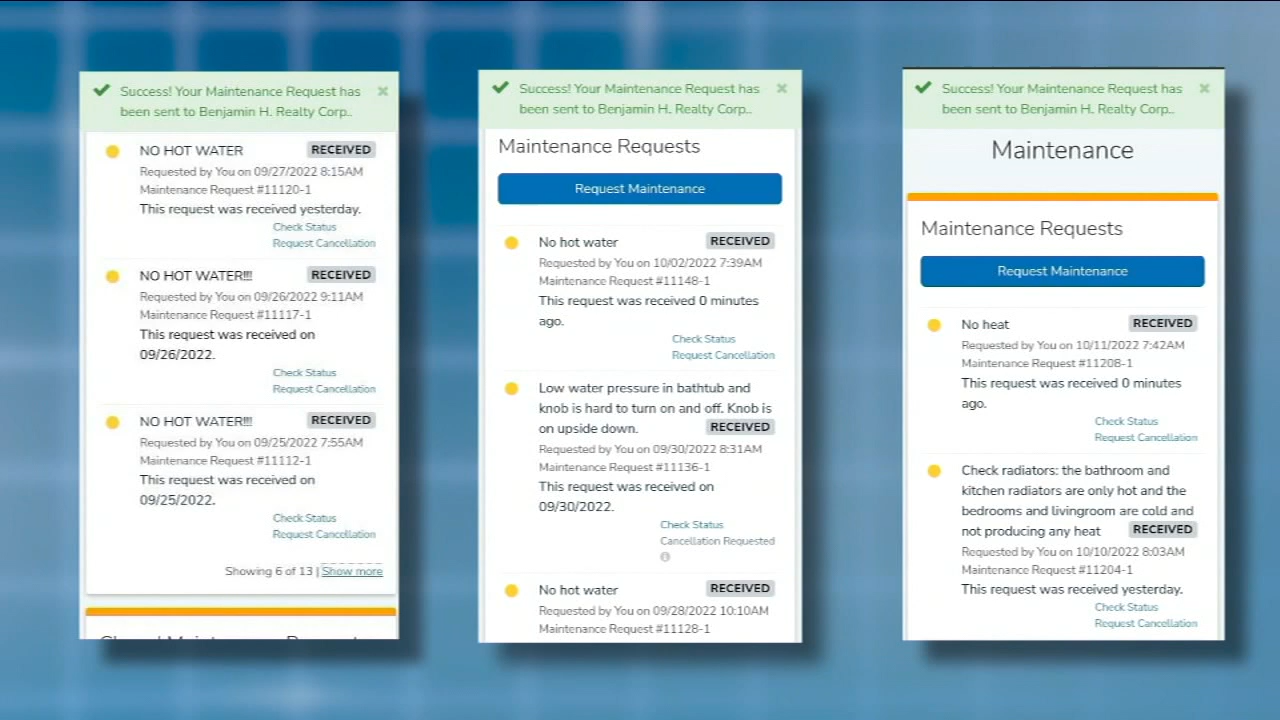 Success! Your Maintenance Request has
been sent to Benjamin H. Realty Corp..
NO HOT WATER RECEIVED
Requested by You on 09/27/2022 8:15AM
Maintenance Request #11120-1
This request was received yesterday.
Check Status
Request Cancellation
NO HOT WATER!!! RECEIVED
Requested by You on 09/26/2022 9:11AM
Maintenance Request #11117-1
This request was received on
09/26/2022.
Check Status
Request Cancellation
NO HOT WATER!!! RECEIVED
Requested by You on 09/25/2022 7:55AM
Maintenance Request #11112-1
This request was received on
09/25/2022.
Check Status
Request Cancellation
Showing 6 of 13 | Show more
Success! Your Maintenance Request has
been sent to Benjamin H. Realty Corp..
Maintenance Requests
Request Maintenance
No hot water RECEIVED
Requested by You on 10/02/2022 7:39AM
Maintenance Request #11148-1
This request was received 0 minutes
ago.
Check Status
Request Cancellation
Low water pressure in bathtub and
knob is hard to turn on and off. Knob is
on upside down. RECEIVED
Requested by You on 09/30/2022 8:31AM
Maintenance Request #11136-1
This request was received on
09/30/2022.
Check Status
Cancellation Requested
No hot water RECEIVED
Requested by You on 09/28/2022 10:10AM
Maintenance Request #11128-1
Success! Your Maintenance Request has
been sent to Benjamin H. Realty Corp..
Maintenance
Maintenance Requests
Request Maintenance
No heat RECEIVED
Requested by You on 10/11/2022 7:42AM
Maintenance Request #11208-1
This request was received 0 minutes
ago.
Check Status
Request Cancellation
Check radiators: the bathroom and
kitchen radiators are only hot and the
bedrooms and livingroom are cold and
not producing any heat RECEIVED
Requested by You on 10/10/2022 8:03AM
Maintenance Request #11204-1
This request was received yesterday.
Check Status
Request Cancellation